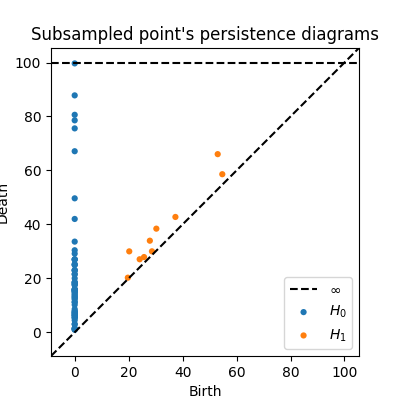 Subsampled point's persistence diagrams
100
80
60
40
20
0
Death
0 20 40 60 80 100
Birth
∞
H0
H1